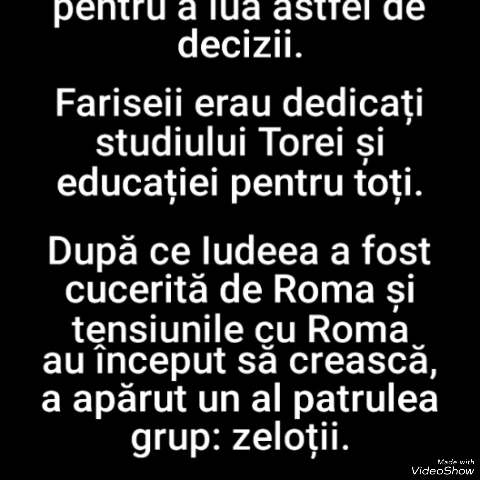 pentru a lua astfel de
decizii.
Fariseii erau dedicați
studiului Torei și
educației pentru toți.
După ce Iudeea a fost
cucerită de Roma și
tensiunile cu Roma
au început să crească,
a apărut un al patrulea
grup: zeloții.
Made with
VideoShow